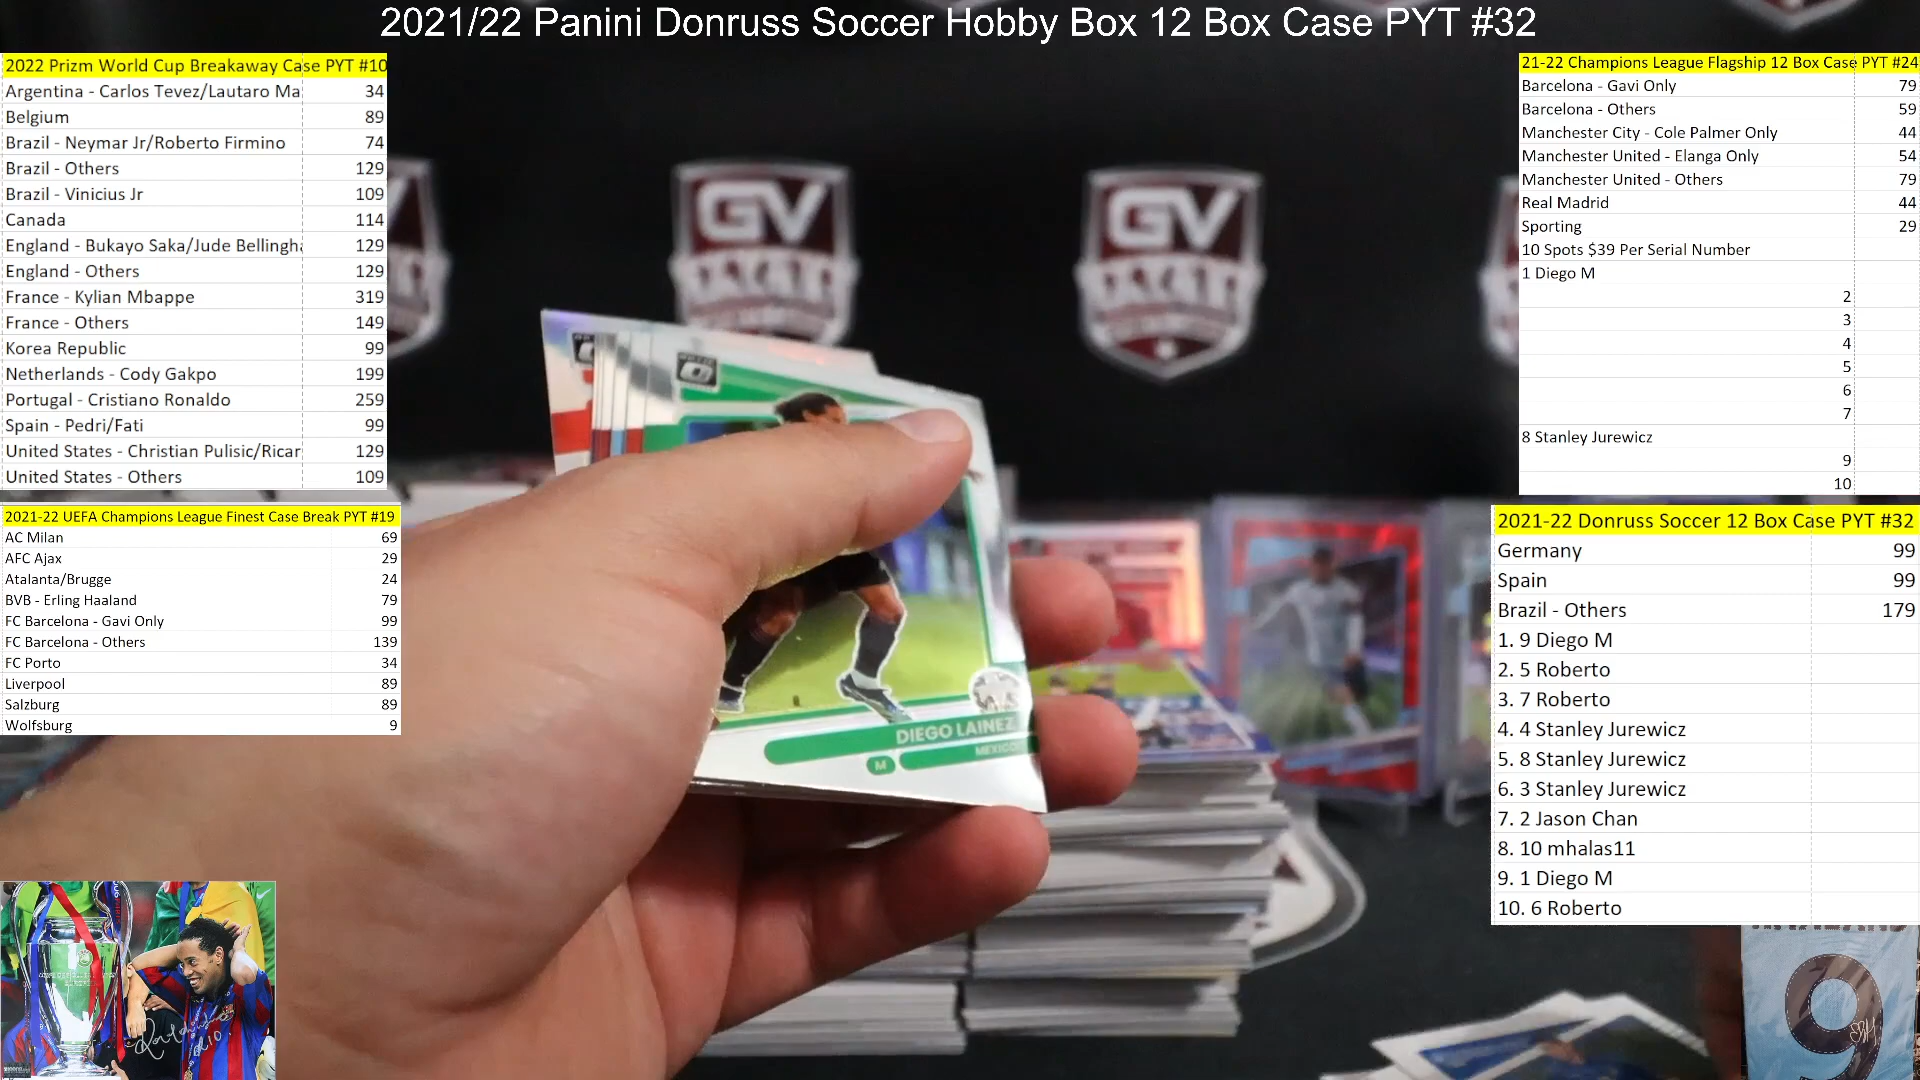 2021/22 Panini Donruss Soccer Hobby Box 12 Box Case PYT #32
2022 Prizm World Cup Breakaway Case PYT #10
Argentina - Carlos Tevez/Lautaro Ma 34
Belgium 89
Brazil - Neymar Jr/Roberto Firmino 74
Brazil - Others 129
Brazil - Vinicius Jr 109
Canada 114
England - Bukayo Saka/Jude Bellingh 129
England - Others 129
France - Kylian Mbappe 319
France - Others 149
Korea Republic 99
Netherlands - Cody Gakpo 199
Portugal - Cristiano Ronaldo 259
Spain - Pedri/Fati 99
United States - Christian Pulisic/Ricar 129
United States - Others 109
2021-22 UEFA Champions League Finest Case Break PYT #19
AC Milan 69
AFC Ajax 29
Atalanta/Brugge 24
BVB - Erling Haaland 79
FC Barcelona - Gavi Only 99
FC Barcelona - Others 139
FC Porto 34
Liverpool 89
Salzburg 89
Wolfsburg 9
GV
GV
DIEGO LAINEZ
MEXICO
M
21-22 Champions League Flagship 12 Box Case PYT #24
Barcelona - Gavi Only 79
Barcelona - Others 59
Manchester City - Cole Palmer Only 44
Manchester United - Elanga Only 54
Manchester United - Others 79
Real Madrid 44
Sporting 29
10 Spots $39 Per Serial Number
1 Diego M
2
3
4
5
6
7
8 Stanley Jurewicz
9
10
2021-22 Donruss Soccer 12 Box Case PYT #32
Germany 99
Spain 99
Brazil - Others 179
1. 9 Diego M
2. 5 Roberto
3. 7 Roberto
4. 4 Stanley Jurewicz
5. 8 Stanley Jurewicz
6. 3 Stanley Jurewicz
7. 2 Jason Chan
8. 10 mhalas11
9. 1 Diego M
10. 6 Roberto
9